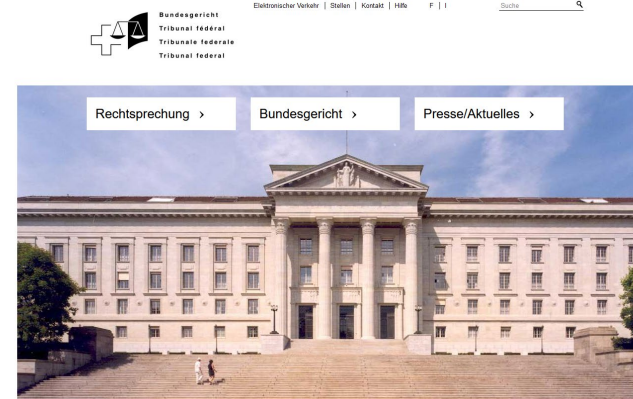 Elektronischer Verkehr | Stellen | Kontakt | Hilfe F | I Suche
Bundesgericht
Tribunal fédéral
Tribunale federale
Tribunal federal
Rechtsprechung › Bundesgericht › Presse/Aktuelles ›